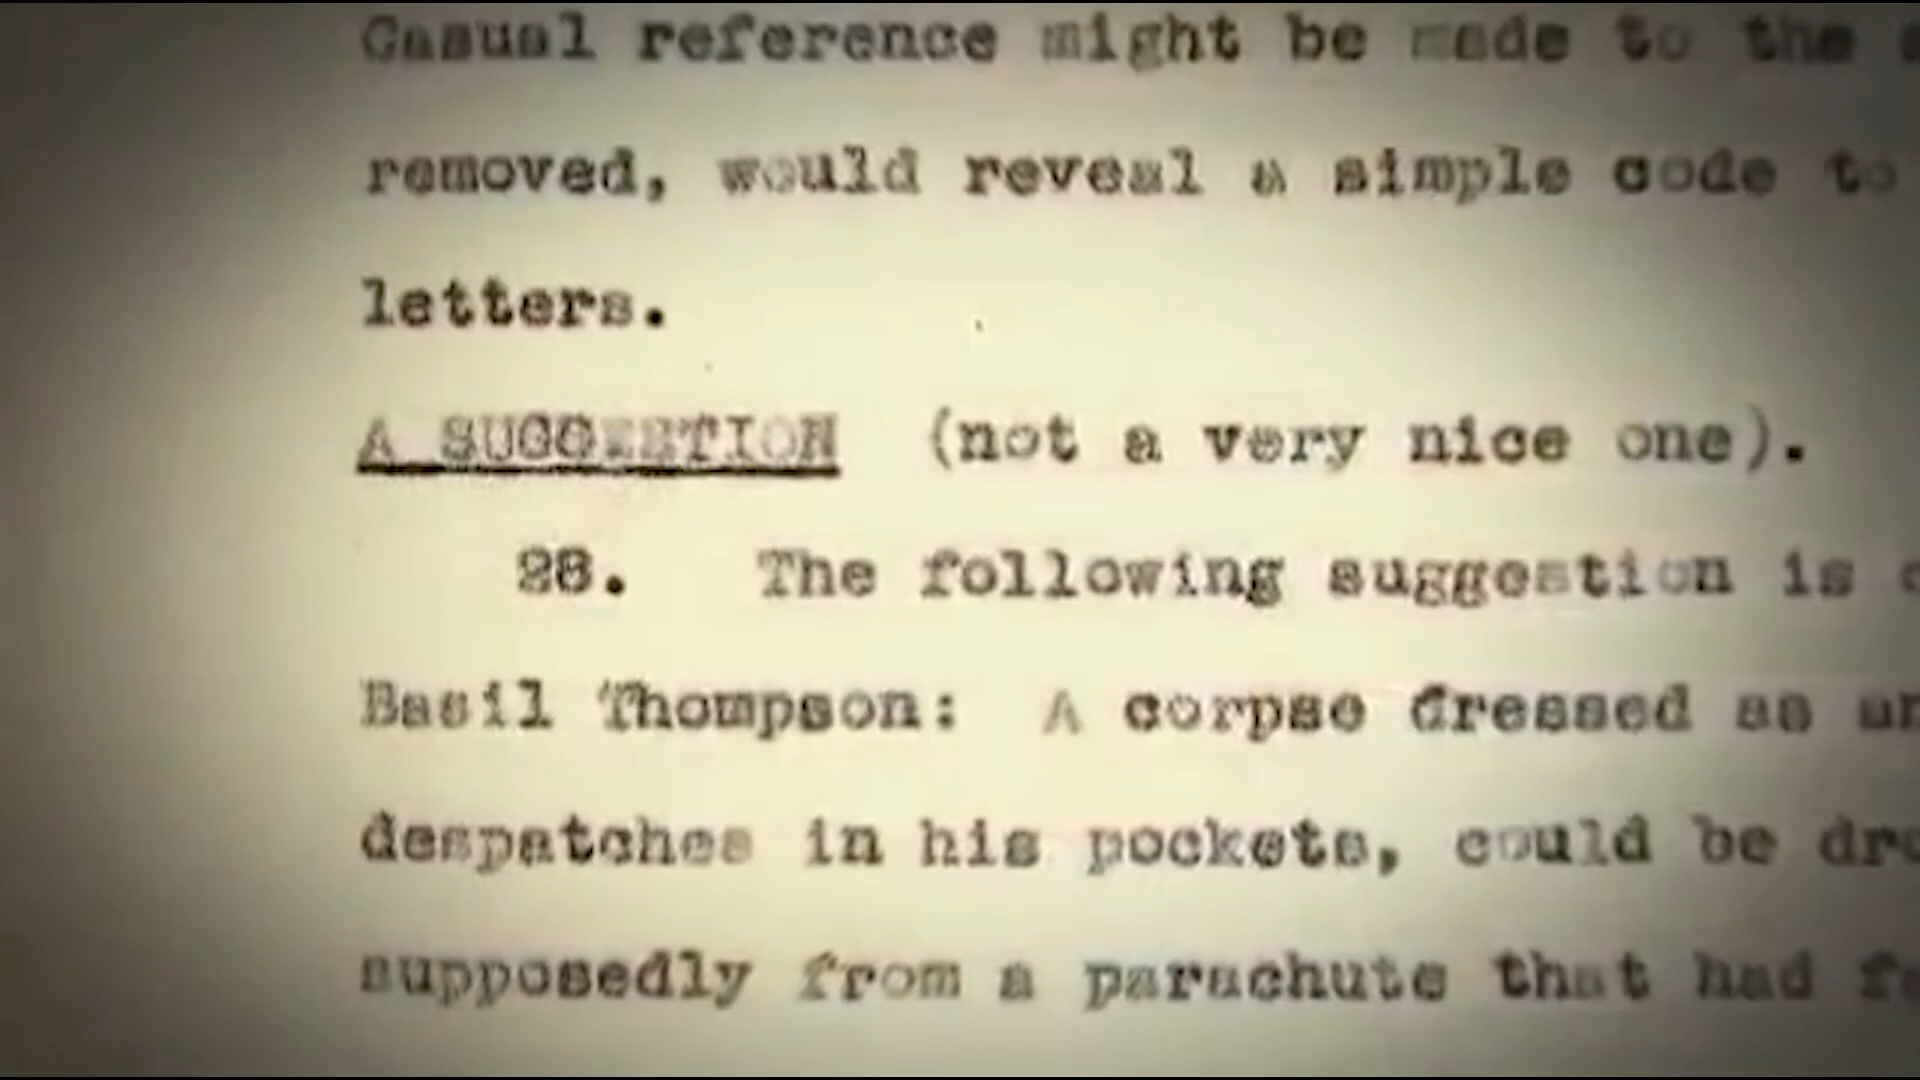 Casual reference might be made to the
removed, would reveal a simple code to
letters.
A SUGGESTION (not a very nice one).
28. The following suggestion is
Basil Thompson: A corpse dressed as an
despatches in his pockets, could be dro
supposedly from a parachute that had fa